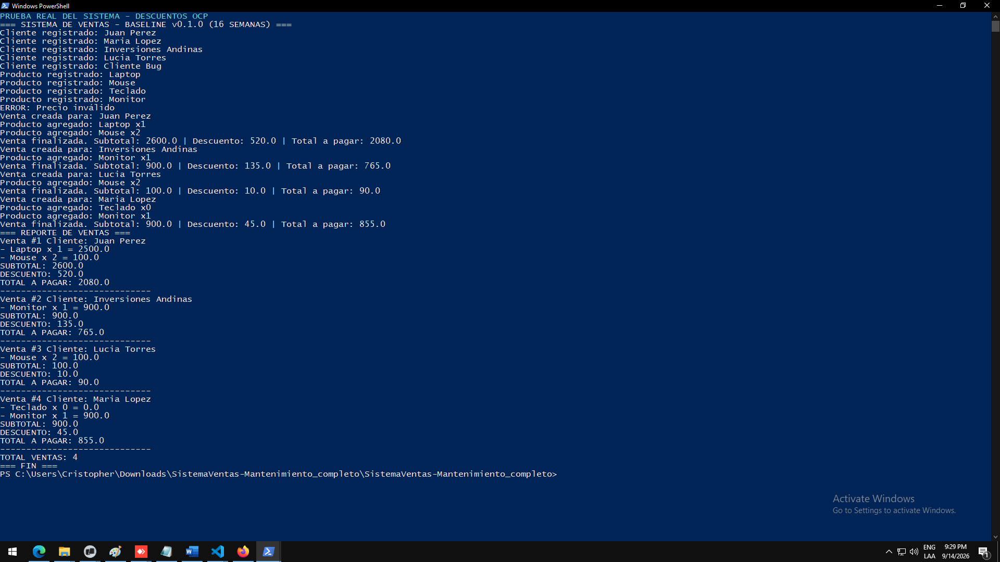 Windows PowerShell
PRUEBA REAL DEL SISTEMA - DESCUENTOS OCP
=== SISTEMA DE VENTAS - BASELINE v0.1.0 (16 SEMANAS) ===
Cliente registrado: Juan Perez
Cliente registrado: Maria Lopez
Cliente registrado: Inversiones Andinas
Cliente registrado: Lucia Torres
Cliente registrado: Cliente Bug
Producto registrado: Laptop
Producto registrado: Mouse
Producto registrado: Teclado
Producto registrado: Monitor
ERROR: Precio inválido
Venta creada para: Juan Perez
Producto agregado: Laptop x1
Producto agregado: Mouse x2
Venta finalizada. Subtotal: 2600.0 | Descuento: 520.0 | Total a pagar: 2080.0
Venta creada para: Inversiones Andinas
Producto agregado: Monitor x1
Venta finalizada. Subtotal: 900.0 | Descuento: 135.0 | Total a pagar: 765.0
Venta creada para: Lucia Torres
Producto agregado: Mouse x2
Venta finalizada. Subtotal: 100.0 | Descuento: 10.0 | Total a pagar: 90.0
Venta creada para: Maria Lopez
Producto agregado: Teclado x0
Producto agregado: Monitor x1
Venta finalizada. Subtotal: 900.0 | Descuento: 45.0 | Total a pagar: 855.0
=== REPORTE DE VENTAS ===
Venta #1 Cliente: Juan Perez
- Laptop x 1 = 2500.0
- Mouse x 2 = 100.0
SUBTOTAL: 2600.0
DESCUENTO: 520.0
TOTAL A PAGAR: 2080.0
-----------------------------
Venta #2 Cliente: Inversiones Andinas
- Monitor x 1 = 900.0
SUBTOTAL: 900.0
DESCUENTO: 135.0
TOTAL A PAGAR: 765.0
-----------------------------
Venta #3 Cliente: Lucia Torres
- Mouse x 2 = 100.0
SUBTOTAL: 100.0
DESCUENTO: 10.0
TOTAL A PAGAR: 90.0
-----------------------------
Venta #4 Cliente: Maria Lopez
- Teclado x 0 = 0.0
- Monitor x 1 = 900.0
SUBTOTAL: 900.0
DESCUENTO: 45.0
TOTAL A PAGAR: 855.0
-----------------------------
TOTAL VENTAS: 4
=== FIN ===
PS C:\Users\Cristopher\Downloads\SistemaVentas-Mantenimiento_completo\SistemaVentas-Mantenimiento_completo>
Activate Windows
Go to Settings to activate Windows.
ENG
LAA
9:29 PM
9/14/2026
1